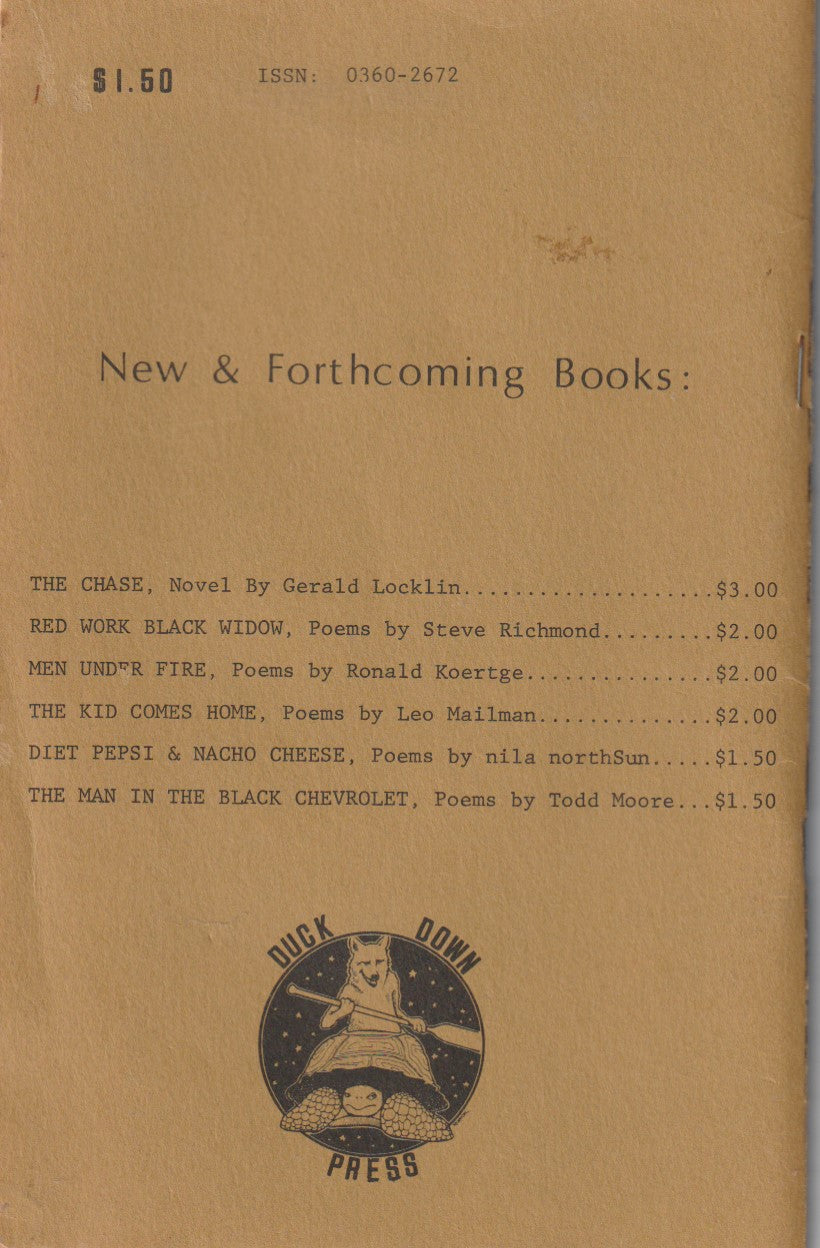 $1.50 ISSN: 0360-2672
New & Forthcoming Books:
THE CHASE, Novel By Gerald Locklin....................$3.00
RED WORK BLACK WIDOW, Poems by Steve Richmond.........$2.00
MEN UNDER FIRE, Poems by Ronald Koertge...............$2.00
THE KID COMES HOME, Poems by Leo Mailman..............$2.00
DIET PEPSI & NACHO CHEESE, Poems by nila northSun.....$1.50
THE MAN IN THE BLACK CHEVROLET, Poems by Todd Moore...$1.50
DUCK DOWN
PRESS